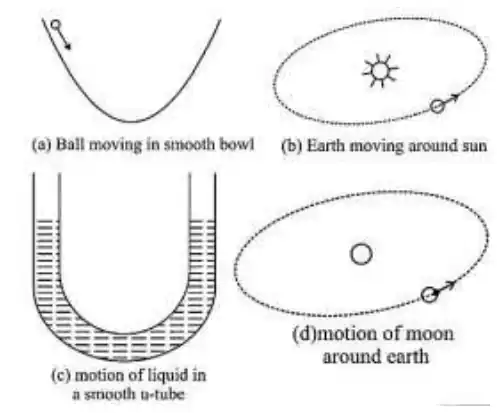 (a) Ball moving in smooth bowl
(b) Earth moving around sun
(c) motion of liquid in
a smooth u-tube
(d)motion of moon
around earth